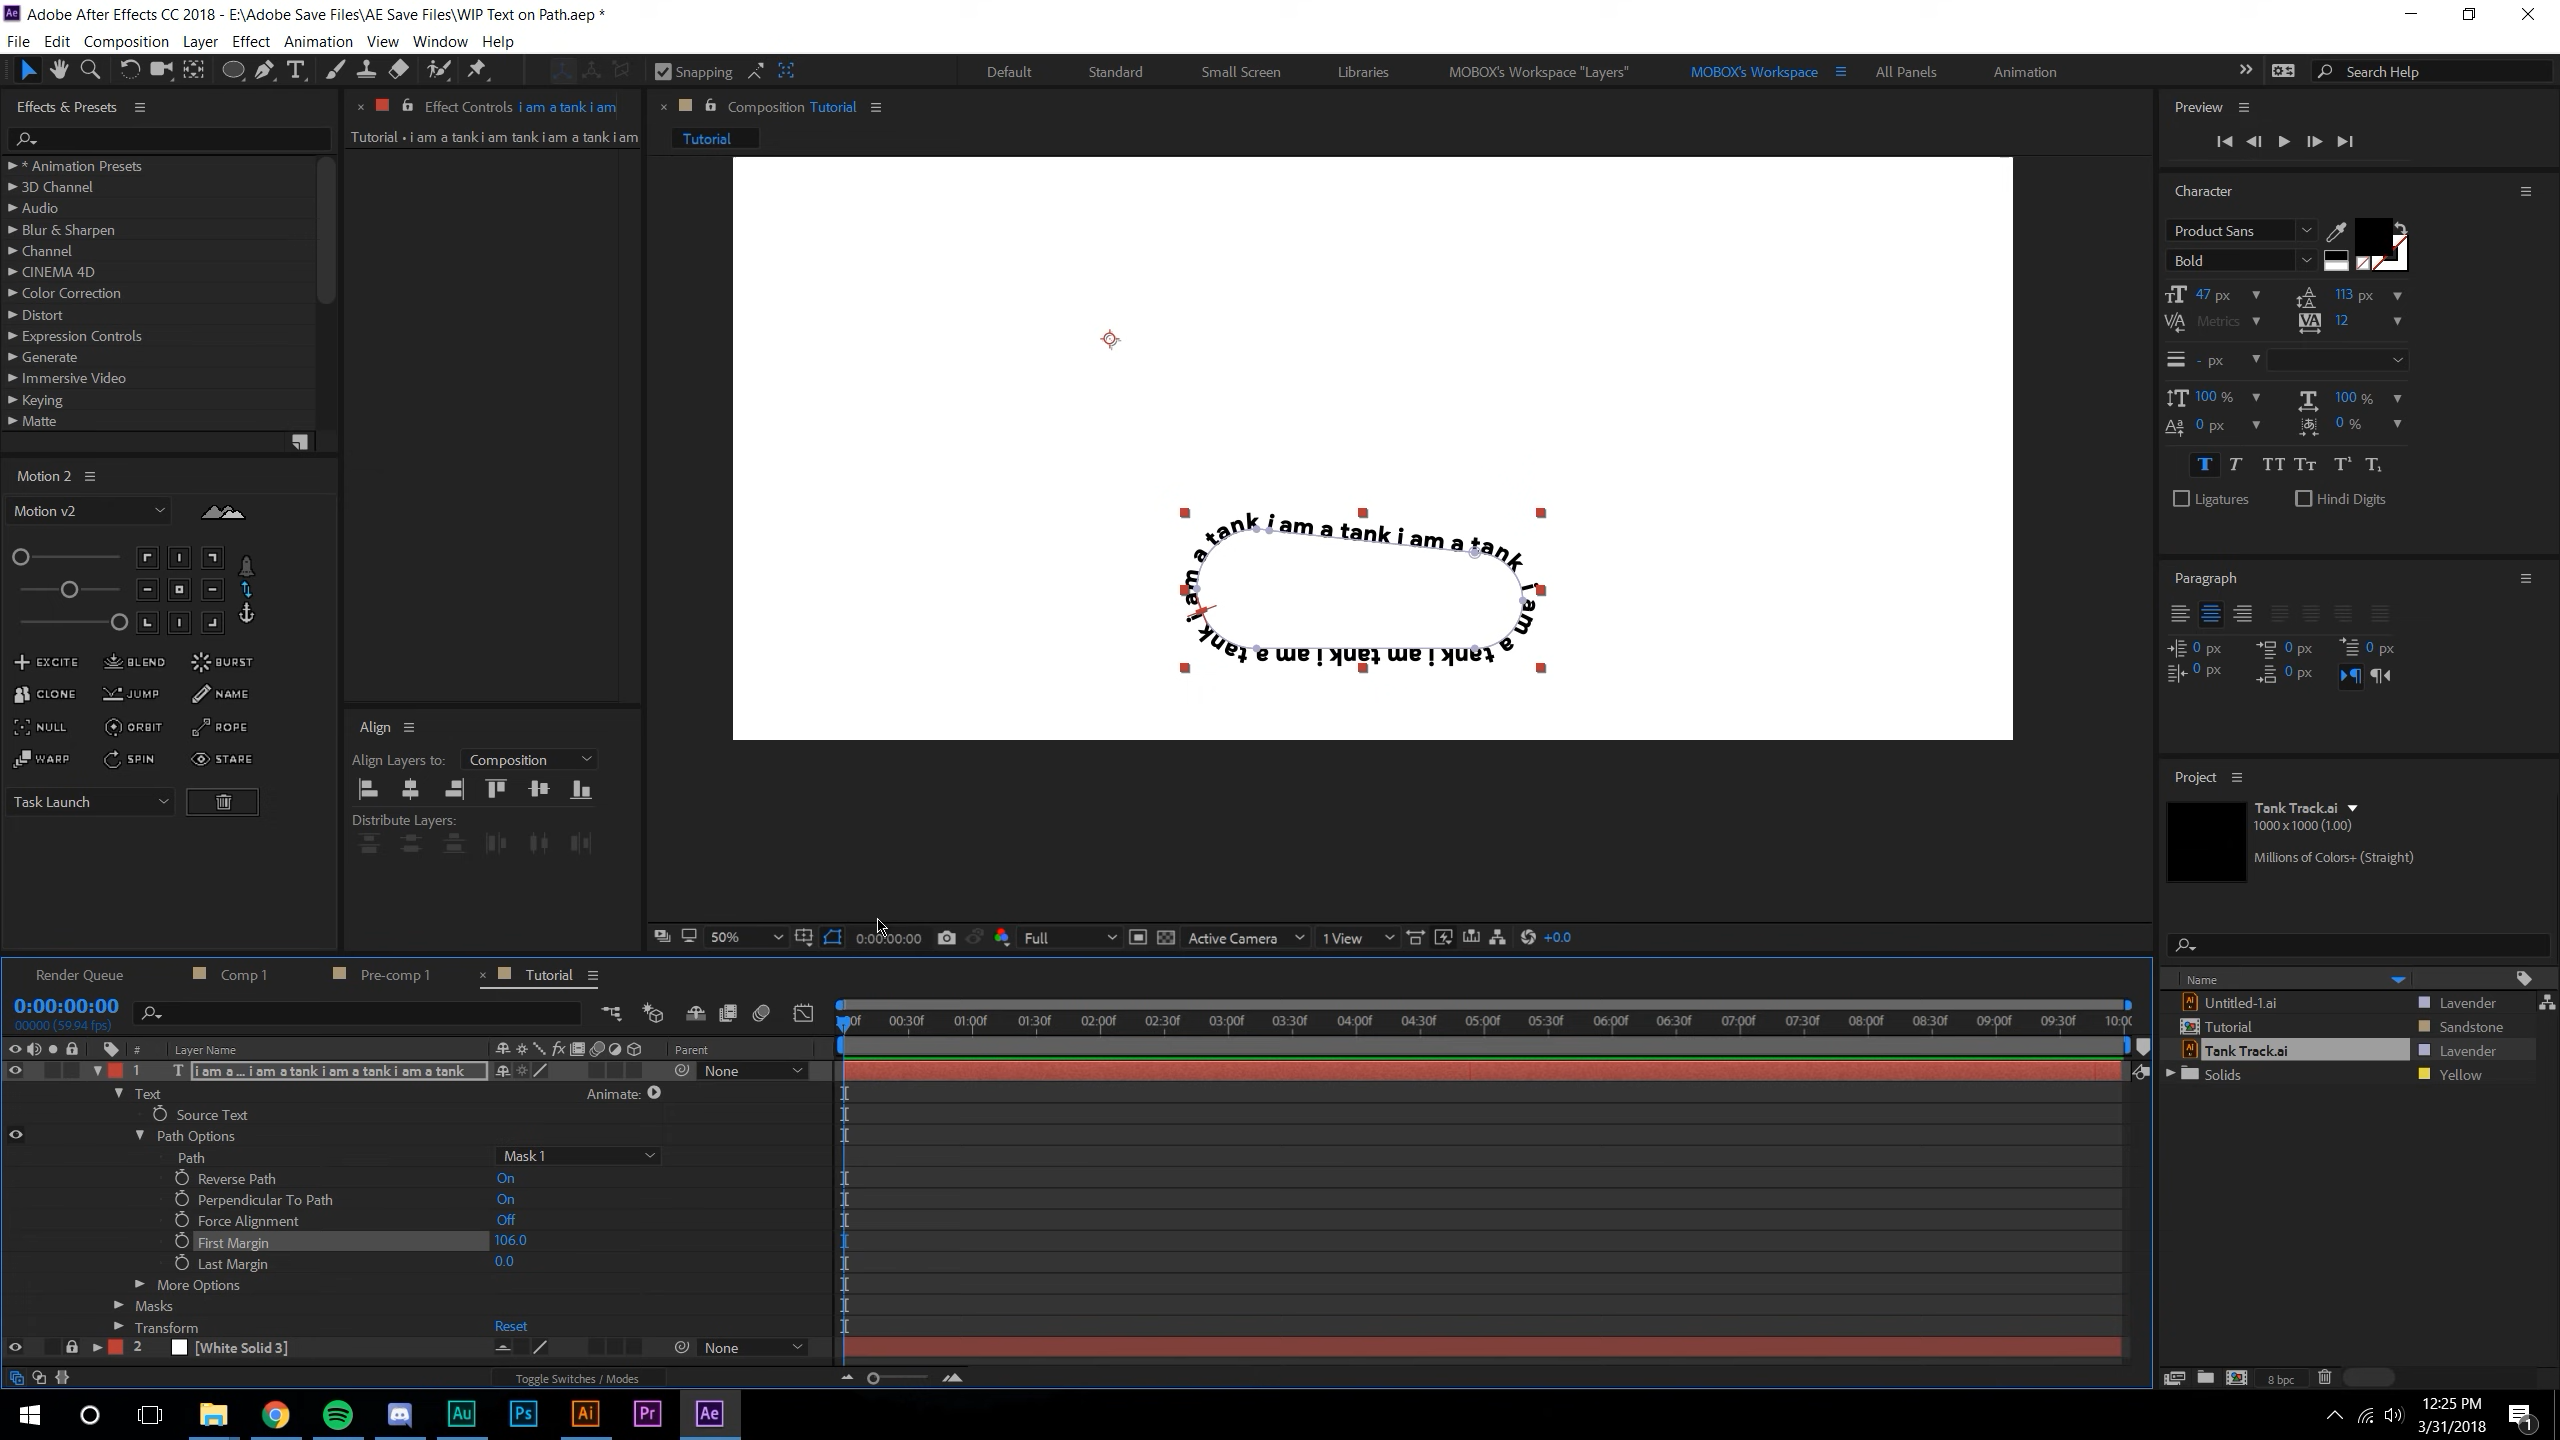 Adobe After Effects CC 2018 - E:\Adobe Save Files\AE Save Files\WIP Text on Path.aep *
File Edit Composition Layer Effect Animation View Window Help
Snapping
Default Standard Small Screen Libraries MOBOX's Workspace "Layers" MOBOX's Workspace All Panels Animation
Search Help
Effects & Presets
* Animation Presets
3D Channel
Audio
Blur & Sharpen
Channel
CINEMA 4D
Color Correction
Distort
Expression Controls
Generate
Immersive Video
Keying
Matte
Motion 2
Motion v2
EXCITE BLEND BURST
CLONE JUMP NAME
NULL ORBIT ROPE
WARP SPIN STARE
Task Launch
Effect Controls i am a tank i am
Tutorial • i am a tank i am tank i am a tank i am
Align
Align Layers to: Composition
Distribute Layers:
Composition Tutorial
Tutorial
i am a tank i am a tank i am a tank i am a tank i am tank i am a tank
50% 0:00:00:00 Full Active Camera 1 View +0.0
Preview
Character
Product Sans
Bold
47 px 113 px
Metrics 12
- px
100 % 100 %
0 px 0 %
T T TT Tt T¹ T₁
Ligatures Hindi Digits
Paragraph
0 px 0 px 0 px
0 px 0 px
Project
Tank Track.ai
1000 x 1000 (1.00)
Millions of Colors+ (Straight)
Name
Untitled-1.ai Lavender
Tutorial Sandstone
Tank Track.ai Lavender
Solids Yellow
8 bpc
Render Queue Comp 1 Pre-comp 1 Tutorial
0:00:00:00
00000 (59.94 fps)
00f 00:30f 01:00f 01:30f 02:00f 02:30f 03:00f 03:30f 04:00f 04:30f 05:00f 05:30f 06:00f 06:30f 07:00f 07:30f 08:00f 08:30f 09:00f 09:30f 10:00
# Layer Name Parent
1 T i am a ... i am a tank i am a tank i am a tank None
Text Animate:
Source Text
Path Options
Path Mask 1
Reverse Path On
Perpendicular To Path On
Force Alignment Off
First Margin 106.0
Last Margin 0.0
More Options
Masks
Transform Reset
2 [White Solid 3] None
Toggle Switches / Modes
Au Ps Ai Pr Ae
12:25 PM
3/31/2018
1